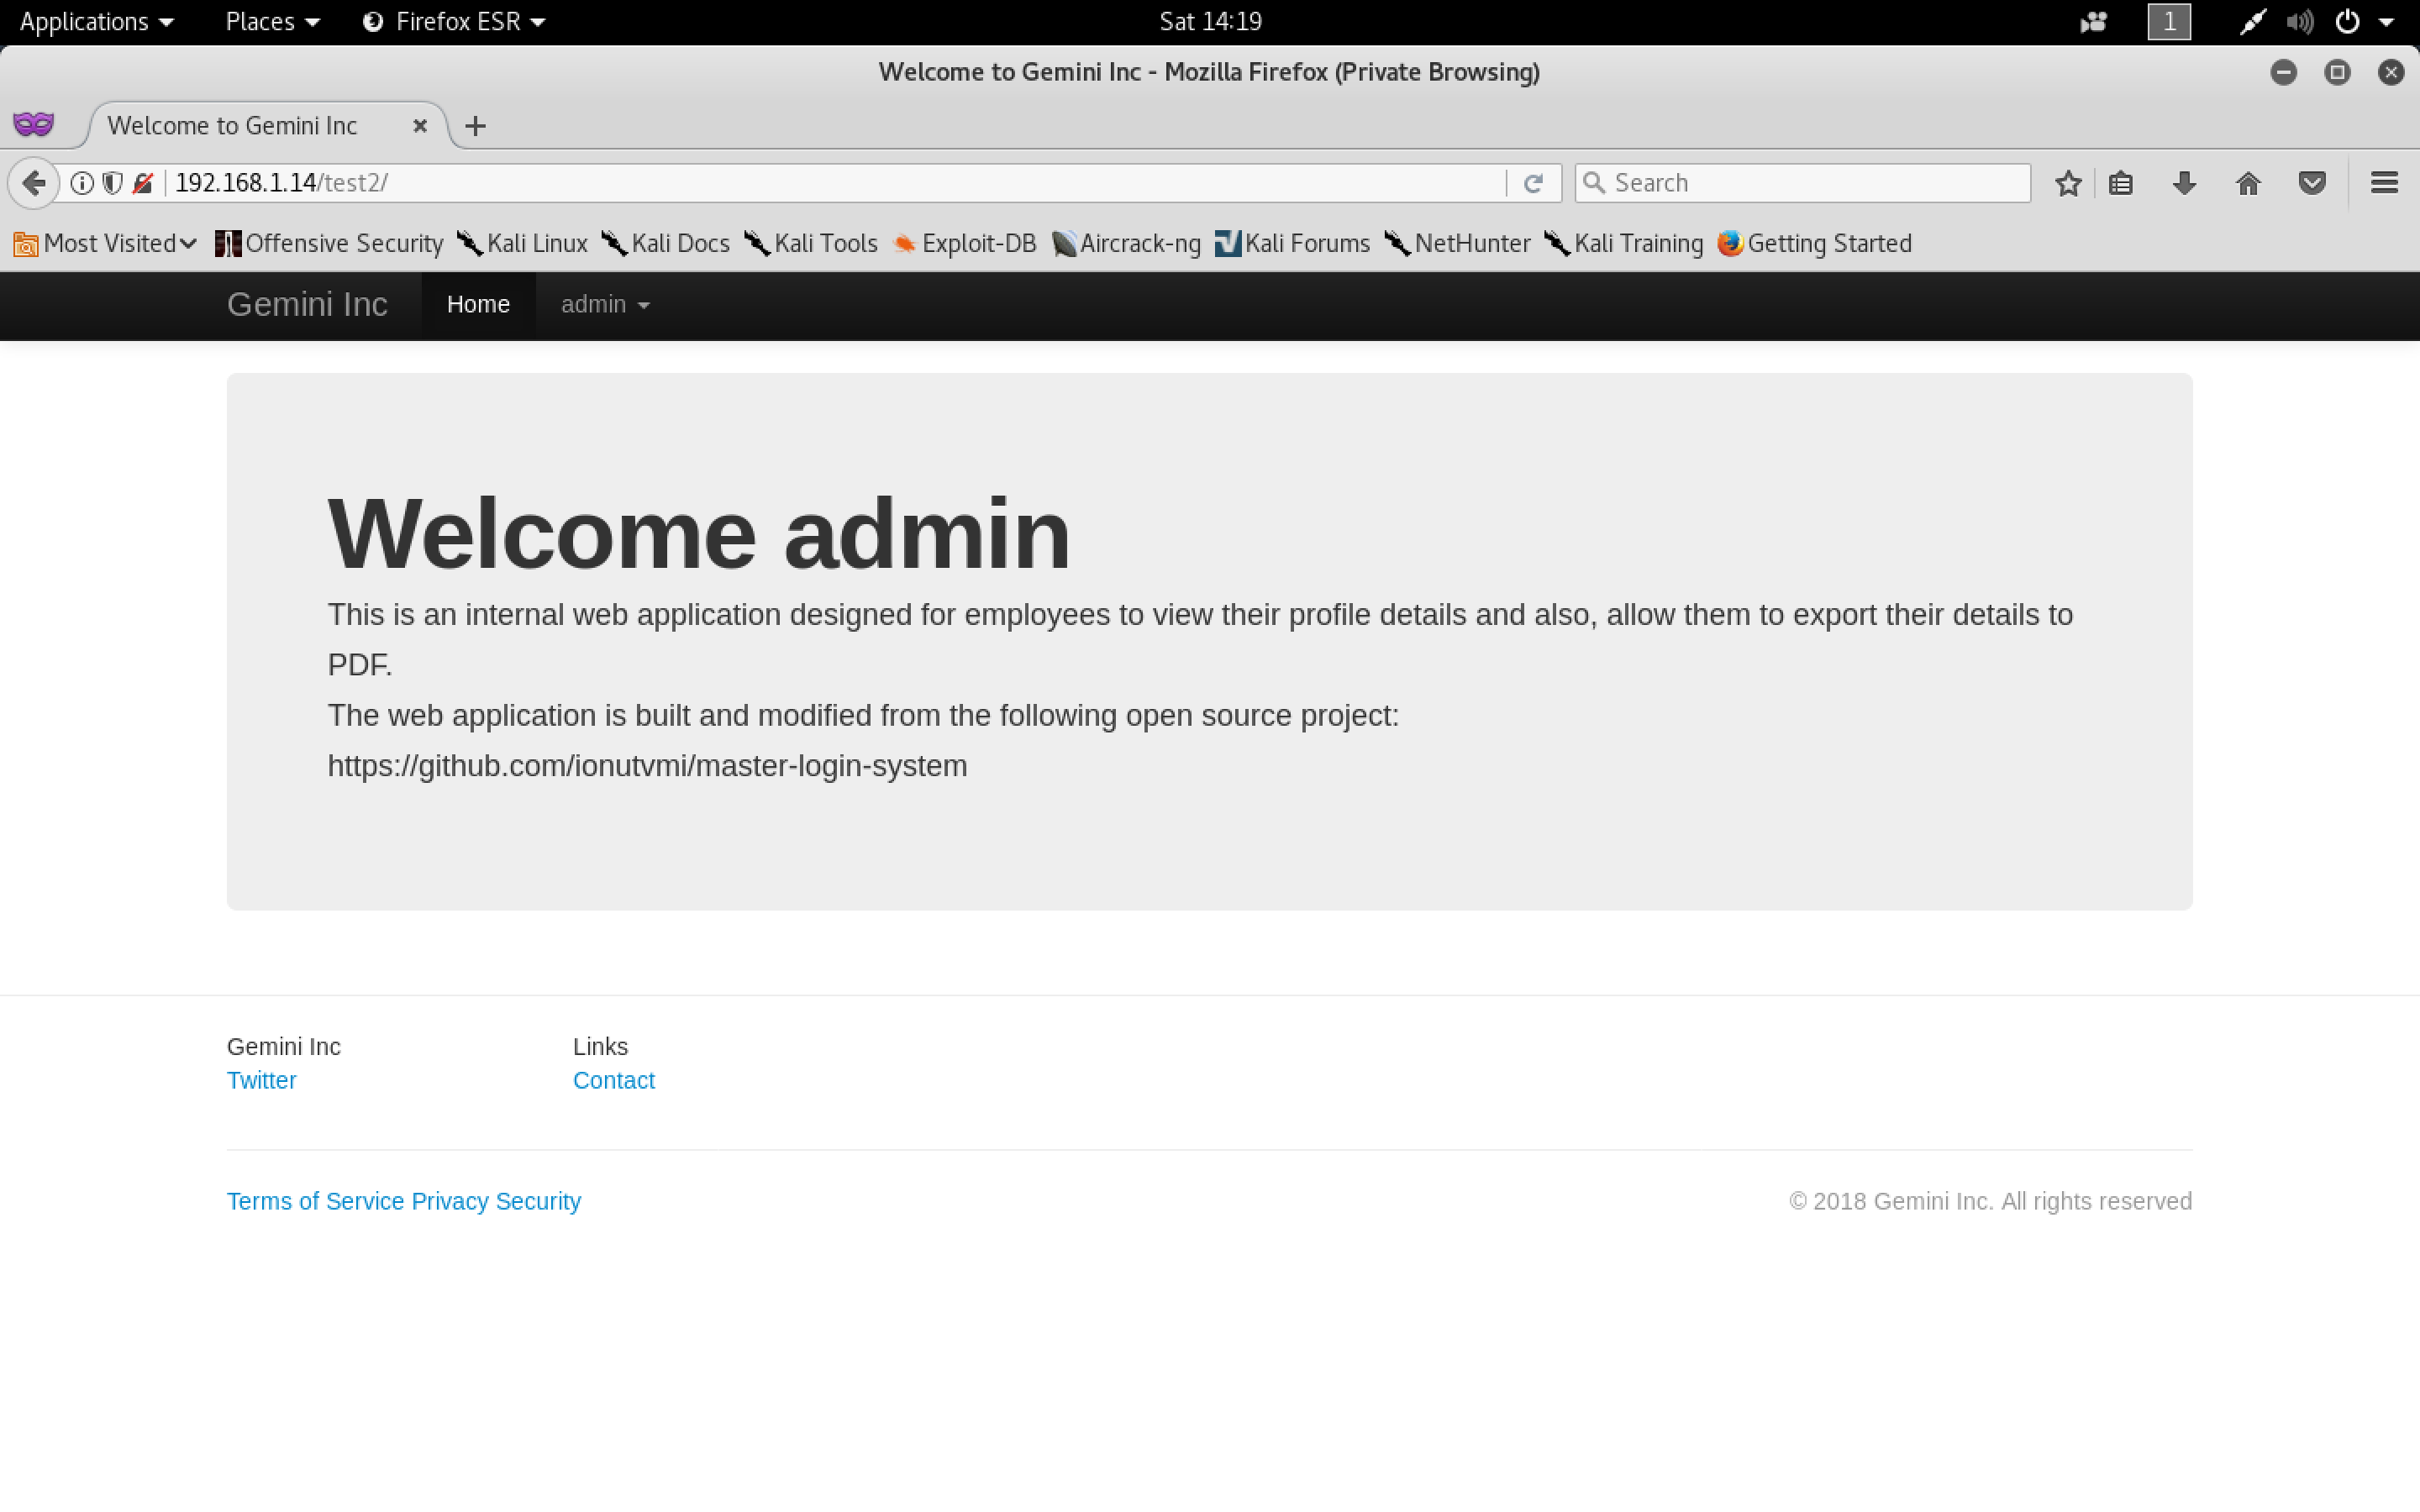 Applications Places Firefox ESR Sat 14:19 1
Welcome to Gemini Inc - Mozilla Firefox (Private Browsing)
Welcome to Gemini Inc
192.168.1.14/test2/ Search
Most Visited Offensive Security Kali Linux Kali Docs Kali Tools Exploit-DB Aircrack-ng Kali Forums NetHunter Kali Training Getting Started
Gemini Inc Home admin
Welcome admin
This is an internal web application designed for employees to view their profile details and also, allow them to export their details to
PDF.
The web application is built and modified from the following open source project:
https://github.com/ionutvmi/master-login-system
Gemini Inc Links
Twitter Contact
Terms of Service Privacy Security © 2018 Gemini Inc. All rights reserved